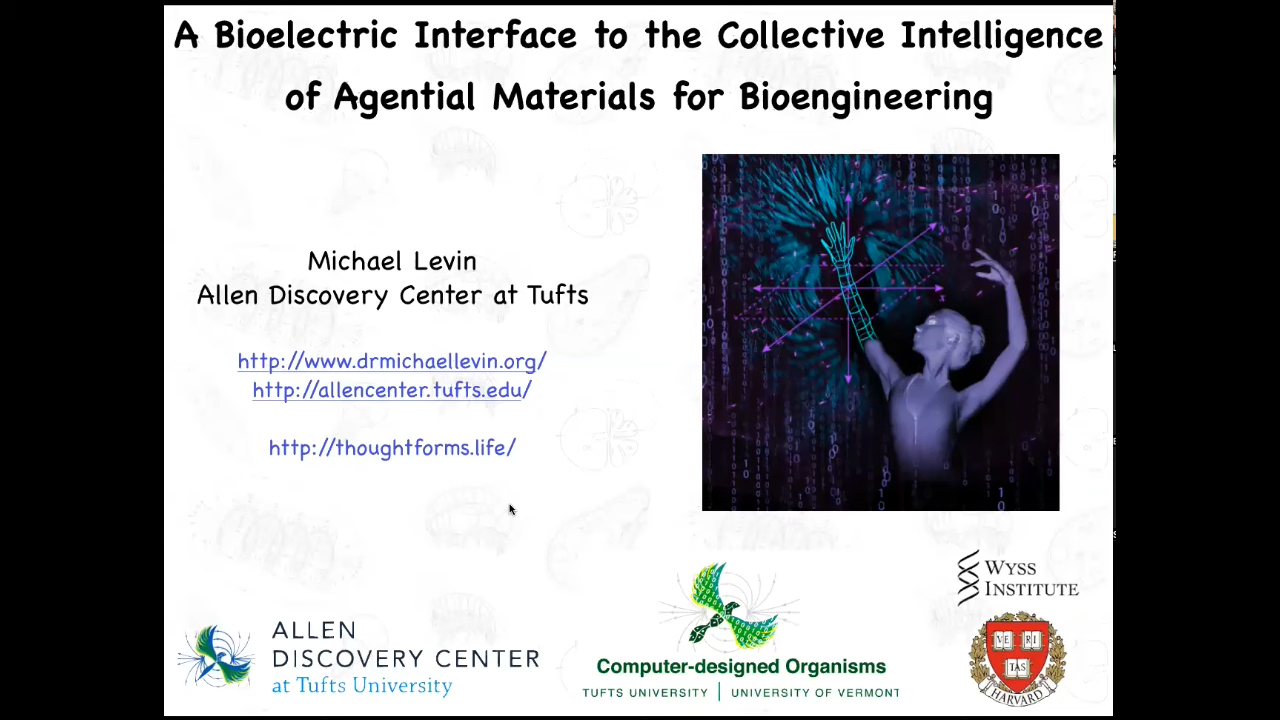 A Bioelectric Interface to the Collective Intelligence
of Agential Materials for Bioengineering
Michael Levin
Allen Discovery Center at Tufts
http://www.drmichaellevin.org/
http://allencenter.tufts.edu/
http://thoughtforms.life/
ALLEN
DISCOVERY CENTER
at Tufts University
Computer-designed Organisms
TUFTS UNIVERSITY | UNIVERSITY OF VERMONT
WYSS
INSTITUTE
VE RI
TAS
HARVARD